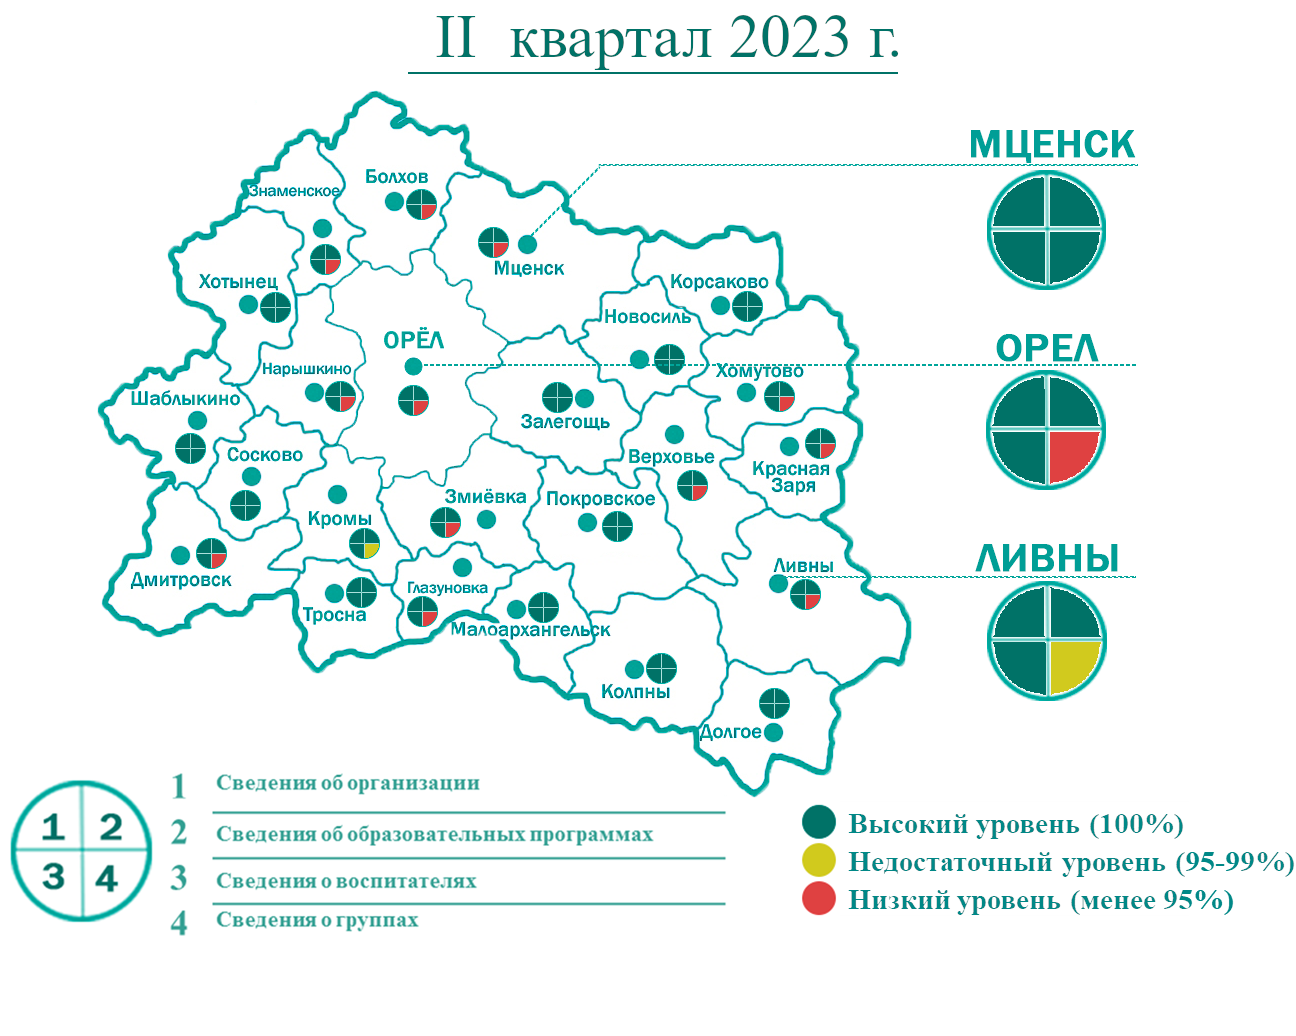 II квартал 2023 г.
МЦЕНСК
Болхов
Знаменское
Мценск
Хотынец
Корсаково
Новосиль
ОРЁЛ
ОРЕЛ
Нарышкино
Хомутово
Шаблыкино
Залегощь
Сосково
Верховье
Красная
Заря
Змиёвка
Покровское
Кромы
ЛИВНЫ
Ливны
Дмитровск
Глазуновка
Тросна
Малоархангельск
Колпны
Долгое
1 2
3 4
1 Сведения об организации
2 Сведения об образовательных программах
3 Сведения о воспитателях
4 Сведения о группах
Высокий уровень (100%)
Недостаточный уровень (95-99%)
Низкий уровень (менее 95%)